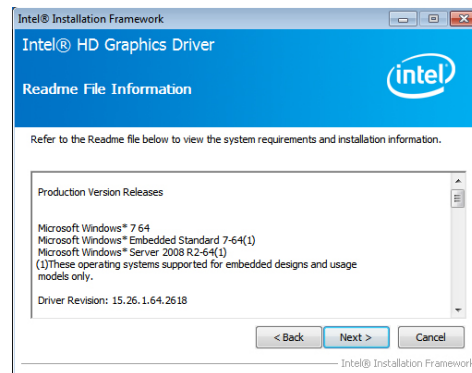 Intel® Installation Framework
Intel® HD Graphics Driver
Readme File Information
intel®
Refer to the Readme file below to view the system requirements and installation information.
Production Version Releases
Microsoft Windows* 7 64
Microsoft Windows* Embedded Standard 7-64(1)
Microsoft Windows* Server 2008 R2-64(1)
(1)These operating systems supported for embedded designs and usage
models only.
Driver Revision: 15.26.1.64.2618
< Back Next > Cancel
Intel® Installation Framework